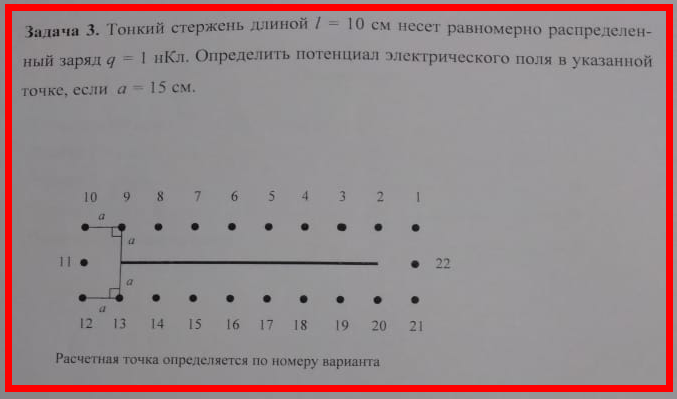 Задача 3. Тонкий стержень длиной l = 10 см несет равномерно распределен-
ный заряд q = 1 нКл. Определить потенциал электрического поля в указанной
точке, если a = 15 см.
10 9 8 7 6 5 4 3 2 1
a
a
11 22
a
a
12 13 14 15 16 17 18 19 20 21
Расчетная точка определяется по номеру варианта